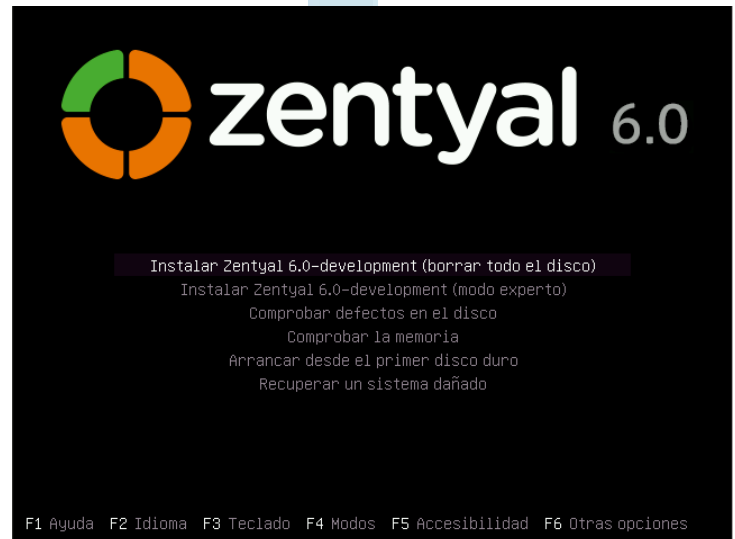 zentyal 6.0
Instalar Zentyal 6.0-development (borrar todo el disco)
Instalar Zentyal 6.0-development (modo experto)
Comprobar defectos en el disco
Comprobar la memoria
Arrancar desde el primer disco duro
Recuperar un sistema dañado
F1 Ayuda F2 Idioma F3 Teclado F4 Modos F5 Accesibilidad F6 Otras opciones